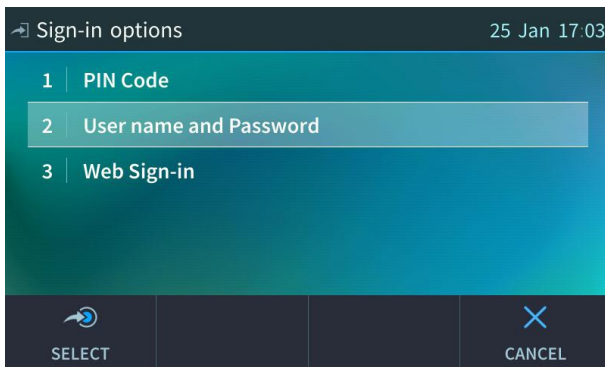 Sign-in options 25 Jan 17:03
1 PIN Code
2 User name and Password
3 Web Sign-in
SELECT CANCEL